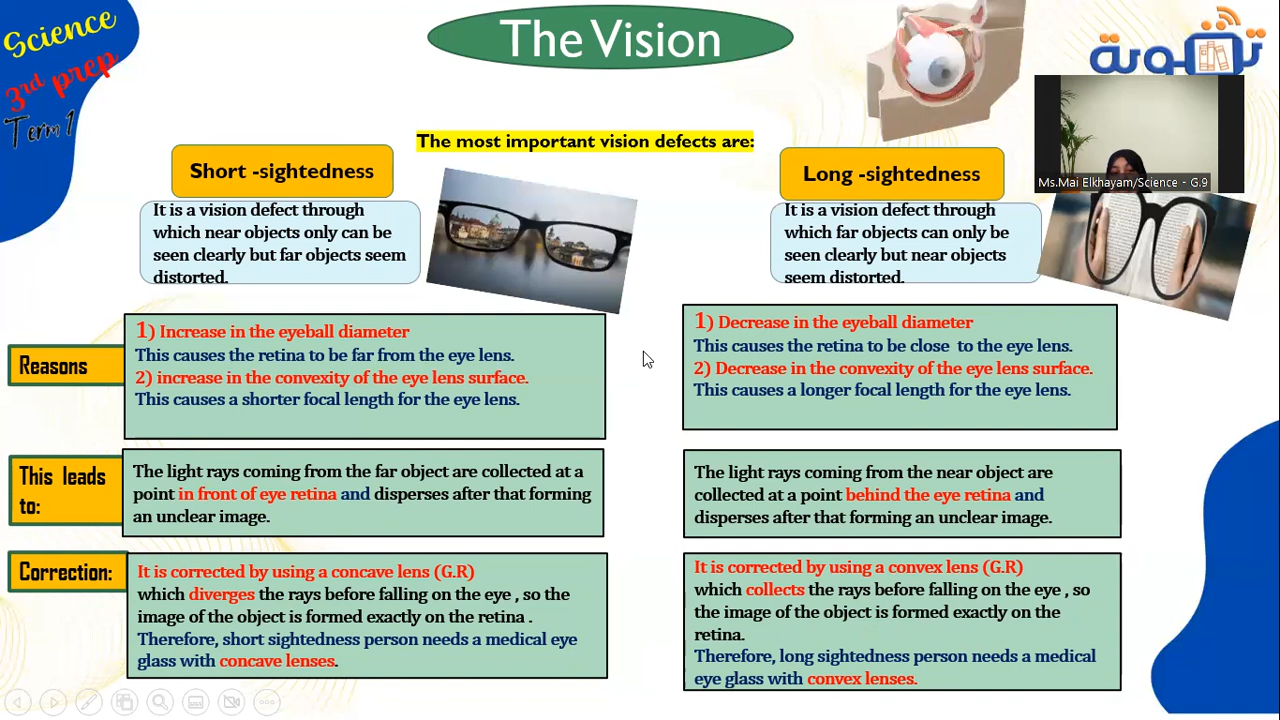 Science
3rd prep
Term 1
The Vision
تربوية
Ms.Mai Elkhayam/Science - G.9
The most important vision defects are:
Short -sightedness
It is a vision defect through
which near objects only can be
seen clearly but far objects seem
distorted.
Long -sightedness
It is a vision defect through
which far objects can only be
seen clearly but near objects
seem distorted.
Reasons
1) Increase in the eyeball diameter
This causes the retina to be far from the eye lens.
2) increase in the convexity of the eye lens surface.
This causes a shorter focal length for the eye lens.
1) Decrease in the eyeball diameter
This causes the retina to be close to the eye lens.
2) Decrease in the convexity of the eye lens surface.
This causes a longer focal length for the eye lens.
This leads
to:
The light rays coming from the far object are collected at a
point in front of eye retina and disperses after that forming
an unclear image.
The light rays coming from the near object are
collected at a point behind the eye retina and
disperses after that forming an unclear image.
Correction:
It is corrected by using a concave lens (G.R)
which diverges the rays before falling on the eye , so the
image of the object is formed exactly on the retina .
Therefore, short sightedness person needs a medical eye
glass with concave lenses.
It is corrected by using a convex lens (G.R)
which collects the rays before falling on the eye , so
the image of the object is formed exactly on the
retina.
Therefore, long sightedness person needs a medical
eye glass with convex lenses.